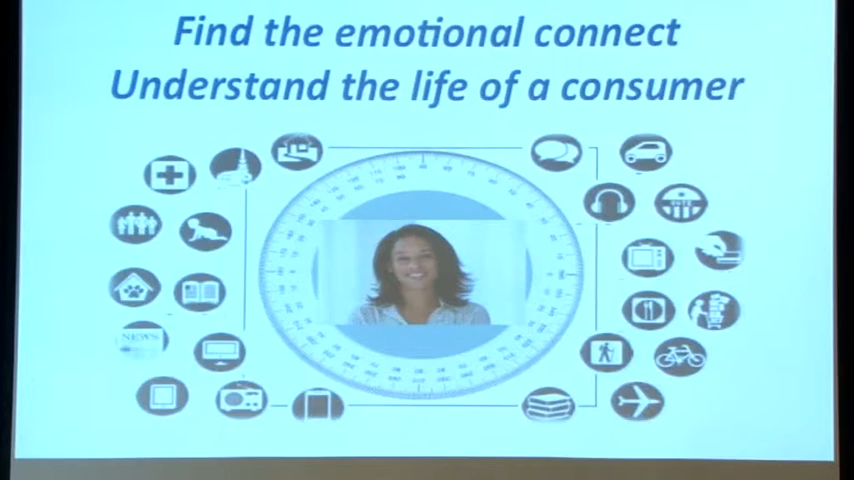 Find the emotional connect
Understand the life of a consumer
NEWS
VOTE